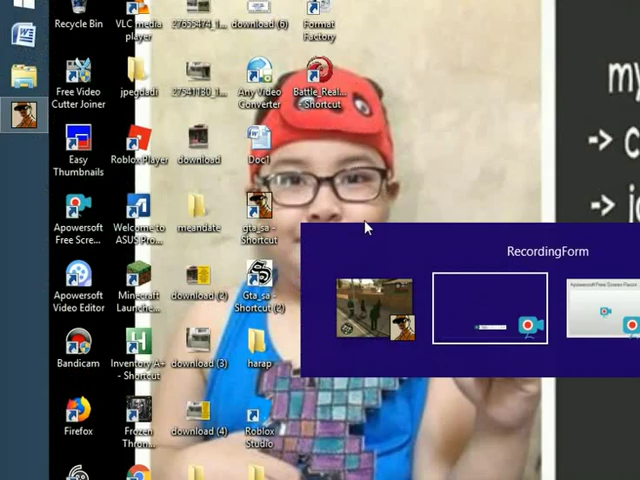 Recycle Bin
VLC media
player
27655474_1...
download (6)
Format
Factory
my
-> c
-> i
Free Video
Cutter Joiner
jpegdadi
27541130_1...
Any Video
Converter
Battle_Real...
- Shortcut
Easy
Thumbnails
Roblox Player
download
Doc1
Apowersoft
Free Scre...
Welcome to
ASUS Pro...
meandate
gta_sa -
Shortcut
RecordingForm
Apowersoft
Video Editor
Minecraft
Launche...
download (2)
Gta_sa -
Shortcut (2)
Bandicam
Inventory A+
- Shortcut
download (3)
harap
Firefox
Frozen
Thron...
download (4)
Roblox
Studio